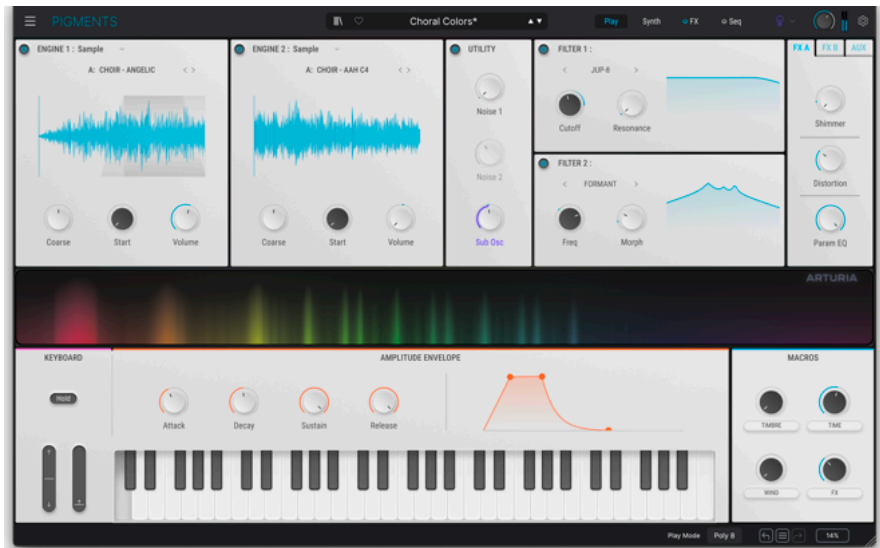 PIGMENTS
Choral Colors*
Play Synth FX Seq
ENGINE 1 : Sample
A: CHOIR - ANGELIC
Coarse Start Volume
ENGINE 2 : Sample
A: CHOIR - AAH C4
Coarse Start Volume
UTILITY
Noise 1
Noise 2
Sub Osc
FILTER 1 :
JUP-8
Cutoff Resonance
FILTER 2 :
FORMANT
Freq Morph
FX A FX B AUX
Shimmer
Distortion
Param EQ
ARTURIA
KEYBOARD
Hold
AMPLITUDE ENVELOPE
Attack Decay Sustain Release
MACROS
TIMBRE TIME
WIND FX
Play Mode Poly 8 14%